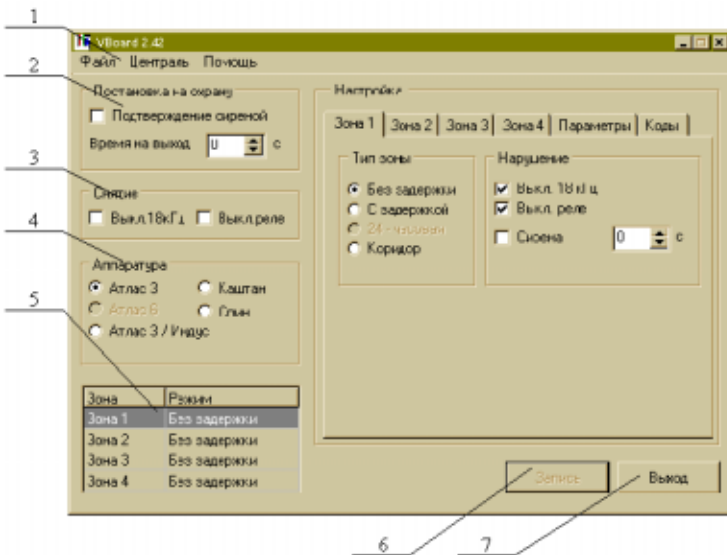 1
VBoard 2.42
Файл Централь Помощь
2
Постановка на охрану
Подтверждение сиреной
Время на выход 0 с
3
Снятие
Выкл.18кГц Выкл.реле
4
Аппаратура
Атлас 3 Каштан
Атлас 6
Атлас 3 / Индус
5
Зона Режим
Зона 1 Без задержки
Зона 2 Без задержки
Зона 3 Без задержки
Зона 4 Без задержки
Настройка
Зона 1 Зона 2 Зона 3 Зона 4 Параметры Коды
Тип зоны
Без задержки
С задержкой
24 - часовая
Коридор
Нарушение
Выкл. 18 кГц
Выкл. реле
Сирена 0 с
Запись Выход
6 7